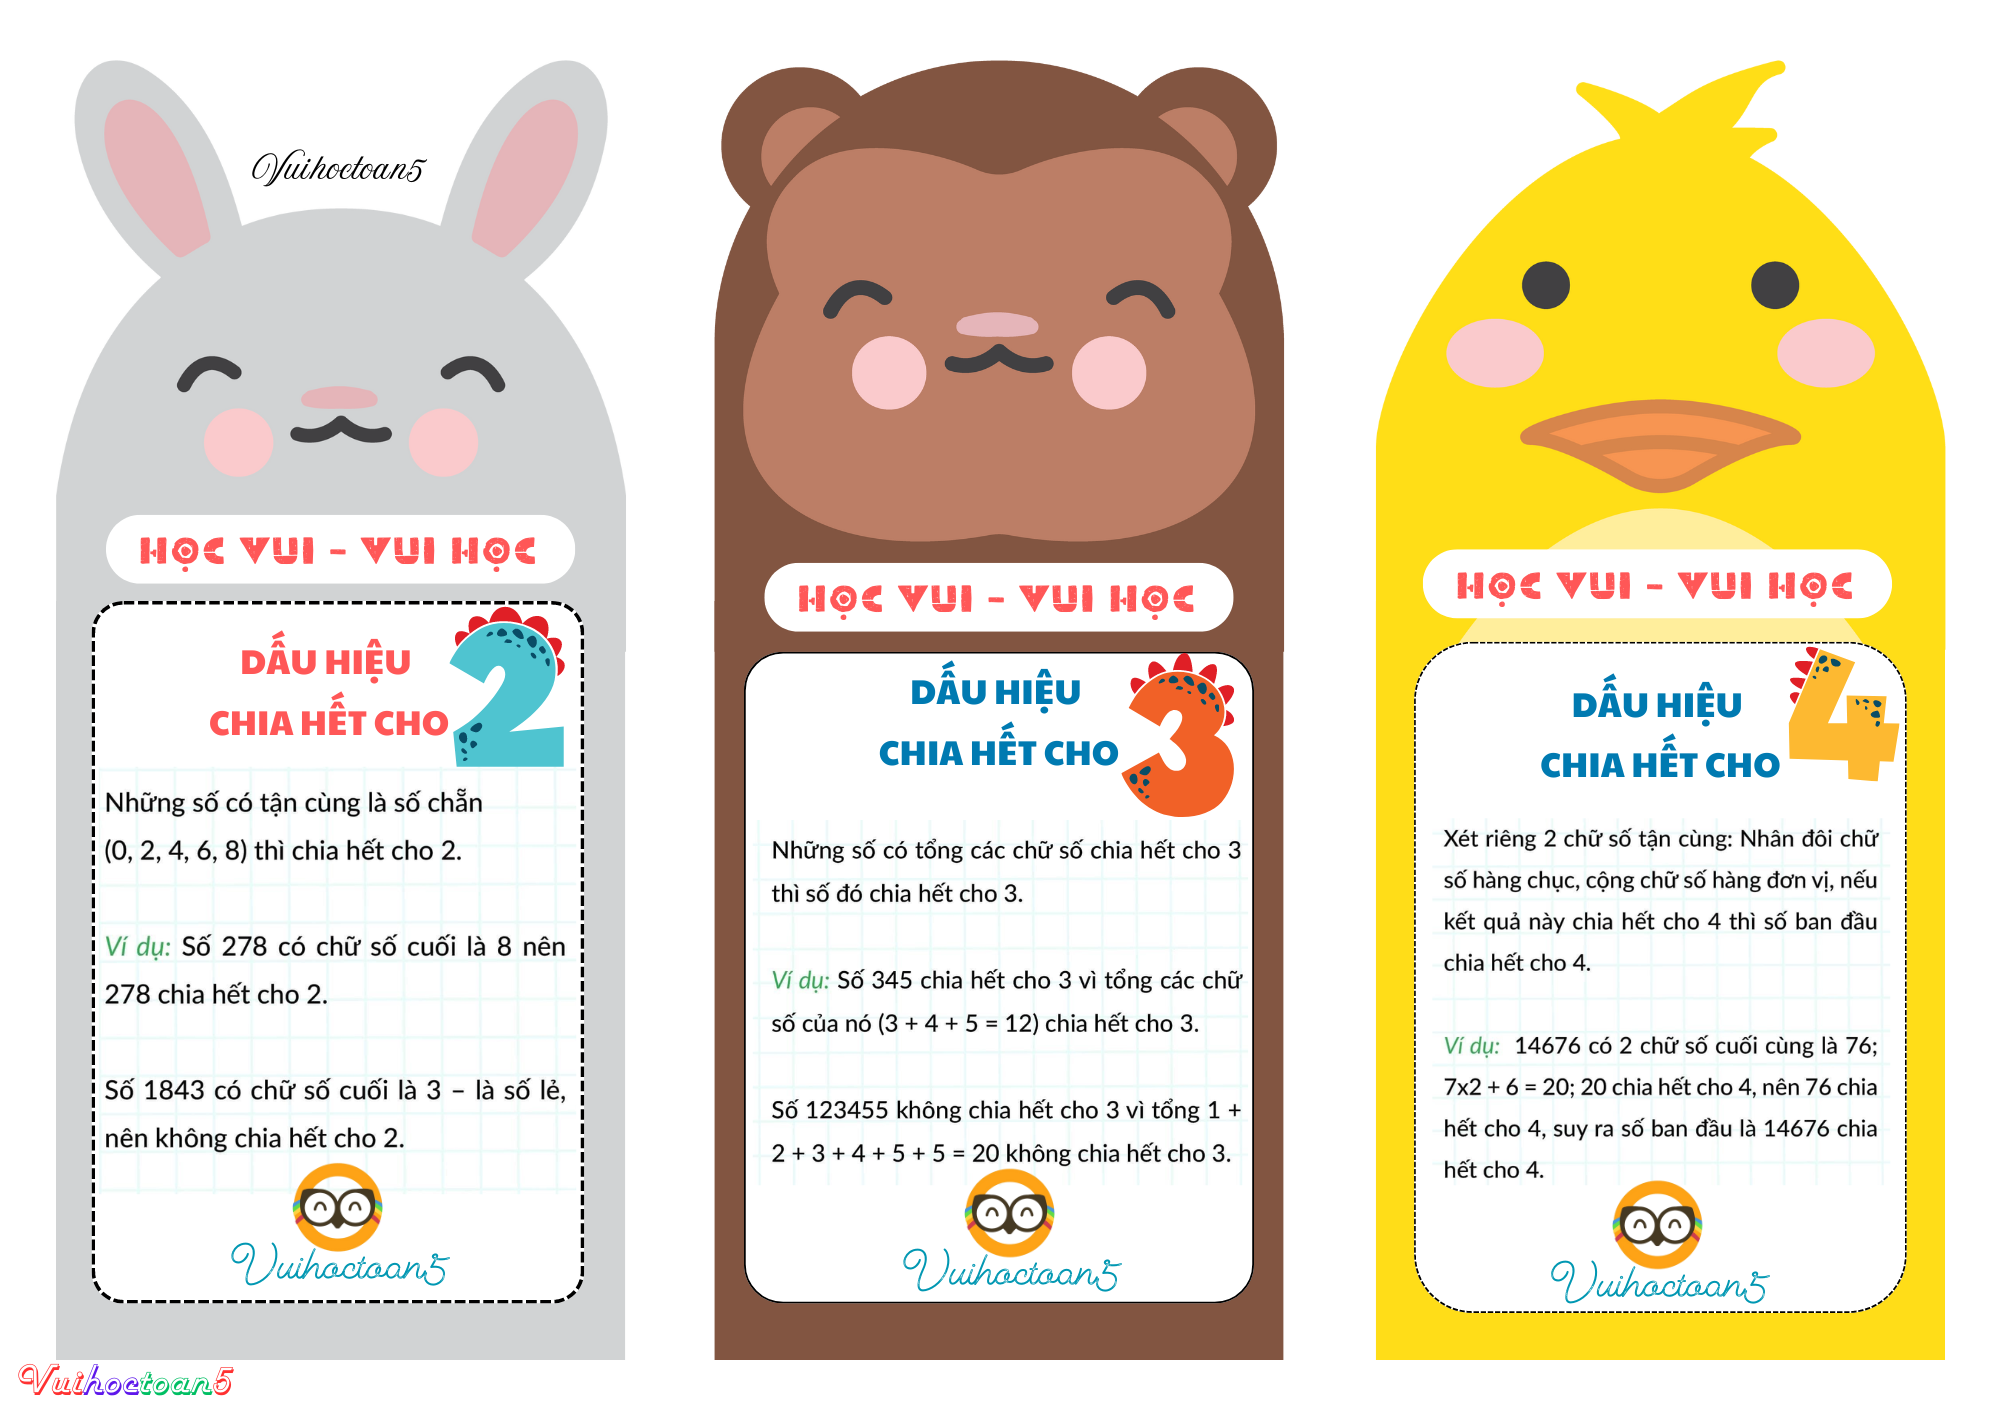 Vuihoctoan5
HỌC VUI - VUI HỌC
DẤU HIỆU
CHIA HẾT CHO 2
Những số có tận cùng là số chẵn
(0, 2, 4, 6, 8) thì chia hết cho 2.
Ví dụ: Số 278 có chữ số cuối là 8 nên
278 chia hết cho 2.
Số 1843 có chữ số cuối là 3 – là số lẻ,
nên không chia hết cho 2.
Vuihoctoan5
HỌC VUI - VUI HỌC
DẤU HIỆU
CHIA HẾT CHO 3
Những số có tổng các chữ số chia hết cho 3
thì số đó chia hết cho 3.
Ví dụ: Số 345 chia hết cho 3 vì tổng các chữ
số của nó (3 + 4 + 5 = 12) chia hết cho 3.
Số 123455 không chia hết cho 3 vì tổng 1 +
2 + 3 + 4 + 5 + 5 = 20 không chia hết cho 3.
Vuihoctoan5
HỌC VUI - VUI HỌC
DẤU HIỆU
CHIA HẾT CHO 4
Xét riêng 2 chữ số tận cùng: Nhân đôi chữ
số hàng chục, cộng chữ số hàng đơn vị, nếu
kết quả này chia hết cho 4 thì số ban đầu
chia hết cho 4.
Ví dụ: 14676 có 2 chữ số cuối cùng là 76;
7x2 + 6 = 20; 20 chia hết cho 4, nên 76 chia
hết cho 4, suy ra số ban đầu là 14676 chia
hết cho 4.
Vuihoctoan5
Vuihoctoan5